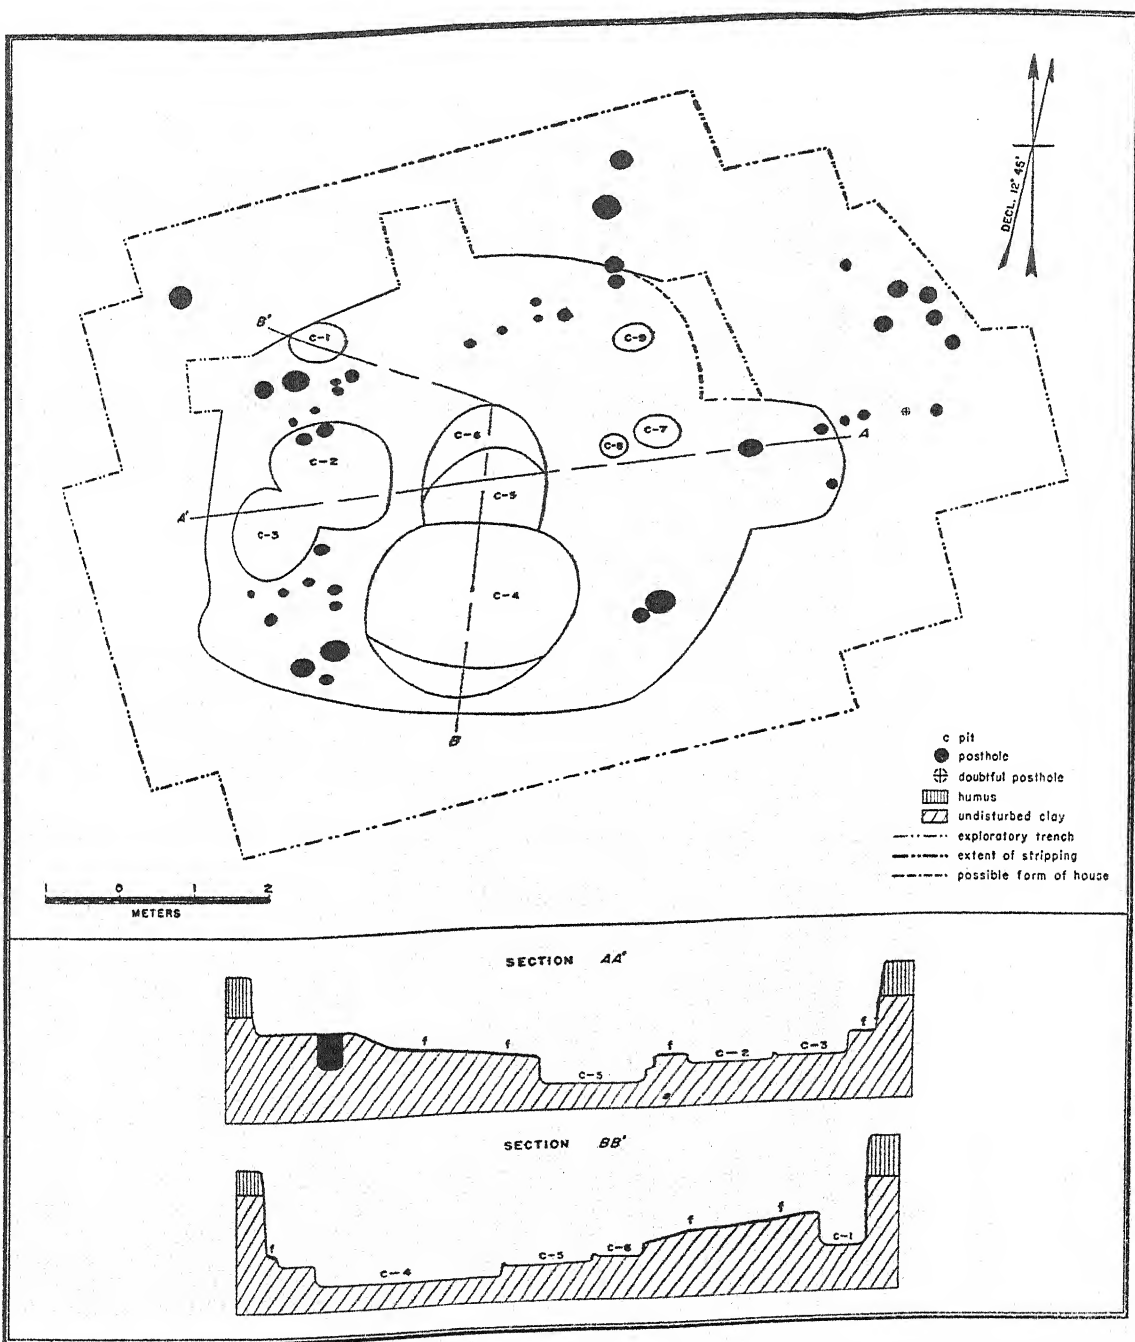 DECL. 12° 45'
B'
C-1
C-9
C-6
C-8
C-7
A
C-2
C-5
A'
C-3
C-4
B
c pit
posthole
doubtful posthole
humus
undisturbed clay
exploratory trench
extent of stripping
possible form of house
1 0 1 2
METERS
SECTION AA'
f f f f
C-5 C-2 C-3
SECTION BB'
f f f
C-4 C-5 C-6 C-1